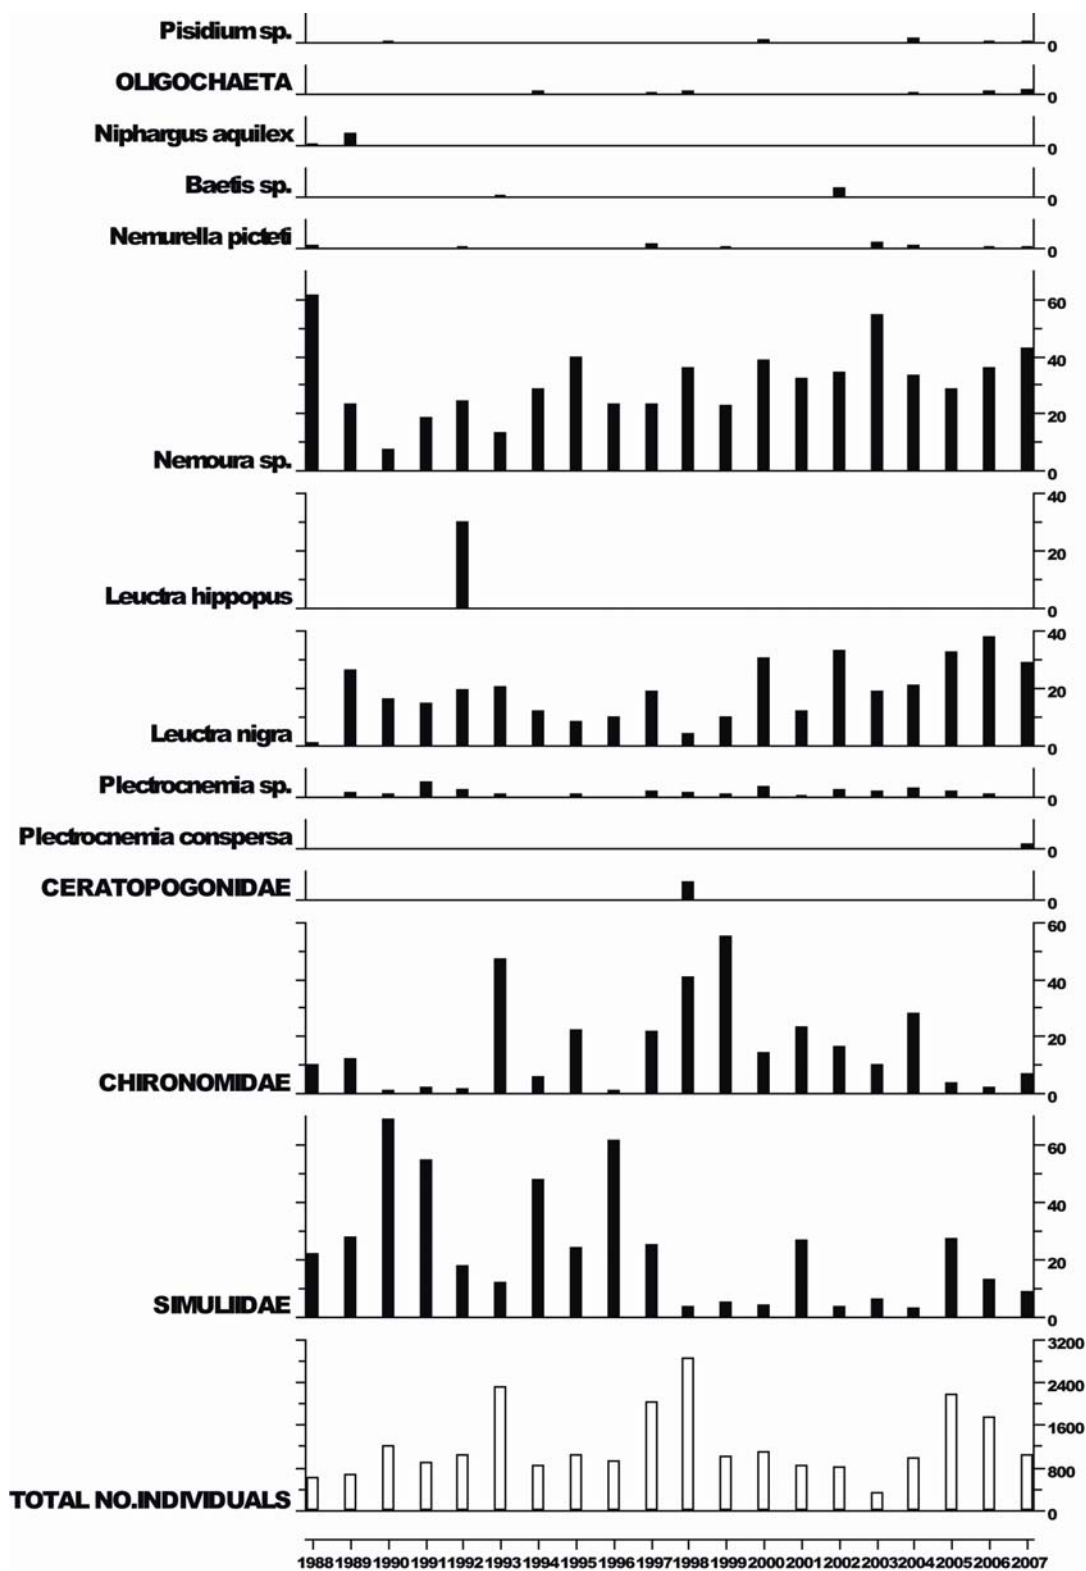 Pisidium sp.
0
OLIGOCHAETA
0
Niphargus aquilex
0
Baetis sp.
0
Nemurella picteti
0
60
40
20
Nemoura sp.
0
40
20
Leuctra hippopus
0
40
20
Leuctra nigra
0
Plectrocnemia sp.
0
Plectrocnemia conspersa
0
CERATOPOGONIDAE
0
60
40
20
CHIRONOMIDAE
0
60
40
20
SIMULIIDAE
0
3200
2400
1600
800
TOTAL NO.INDIVIDUALS
0
1988 1989 1990 1991 1992 1993 1994 1995 1996 1997 1998 1999 2000 2001 2002 2003 2004 2005 2006 2007